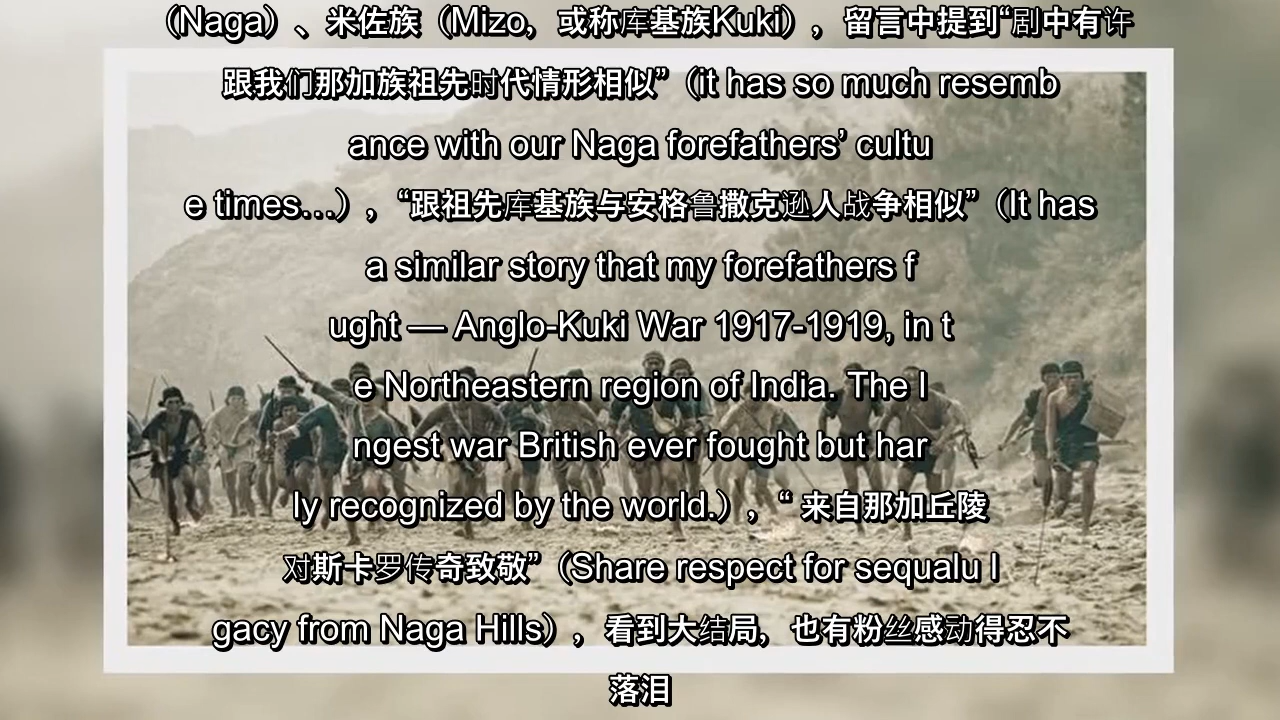 （Naga）、米佐族（Mizo，或称库基族Kuki），留言中提到“剧中有许
跟我们那加族祖先时代情形相似”（it has so much resemb
ance with our Naga forefathers’ cultu
e times…），“跟祖先库基族与安格鲁撒克逊人战争相似”（It has
a similar story that my forefathers f
ught — Anglo-Kuki War 1917-1919, in t
e Northeastern region of India. The l
ngest war British ever fought but har
ly recognized by the world.），“ 来自那加丘陵
对斯卡罗传奇致敬”（Share respect for sequalu l
gacy from Naga Hills），看到大结局，也有粉丝感动得忍不
落泪